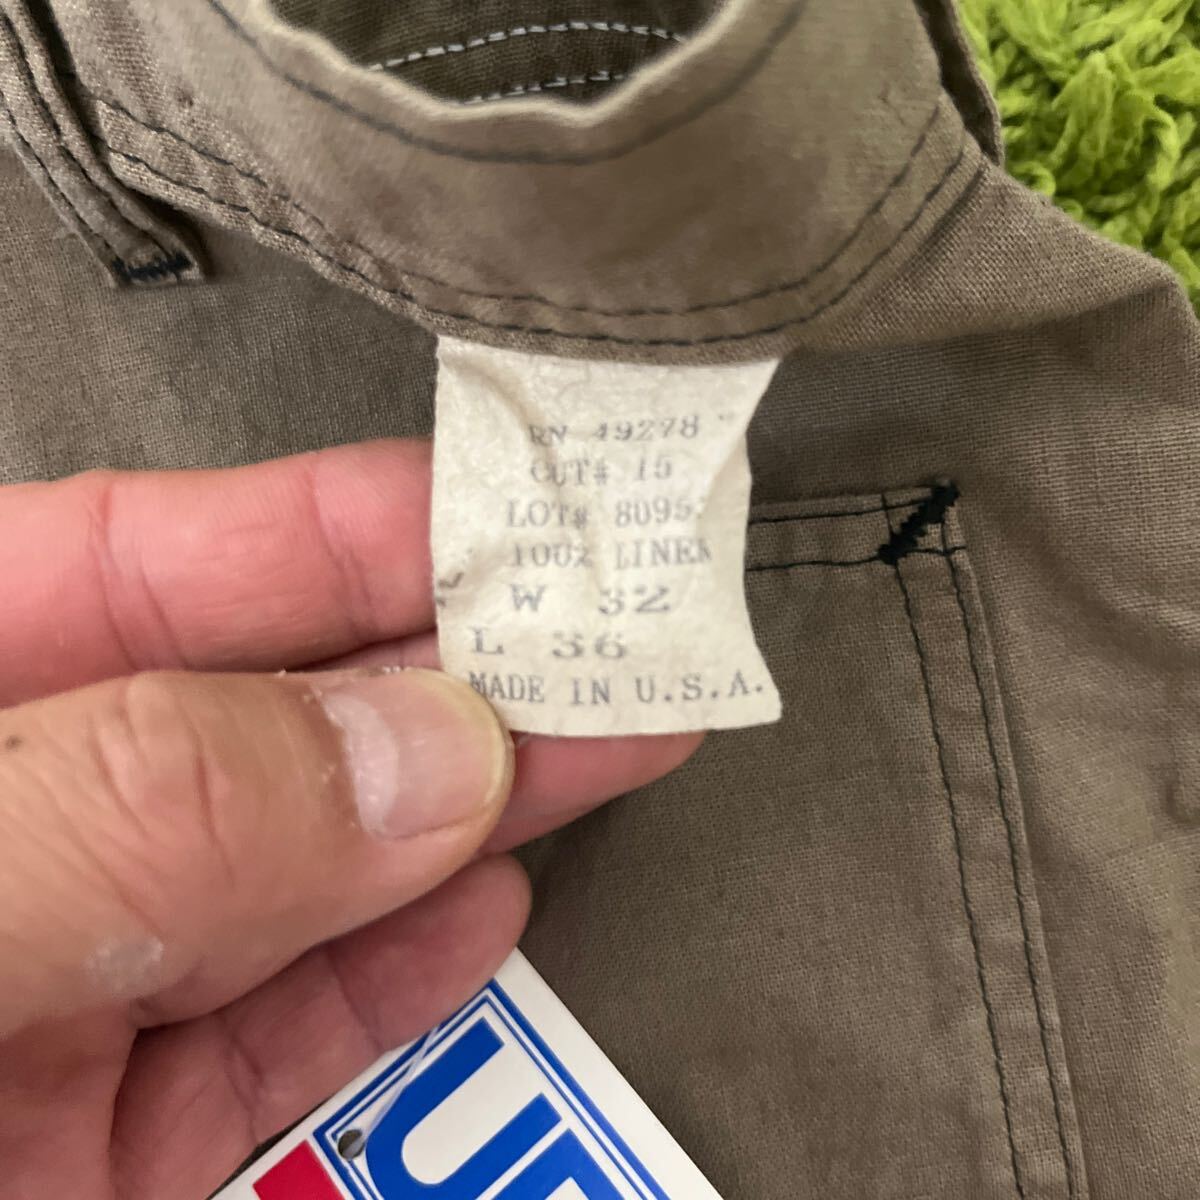 RN 49278
CUT# 15
LOT# 8095
100% LINEN
W 32
L 36
MADE IN U.S.A.